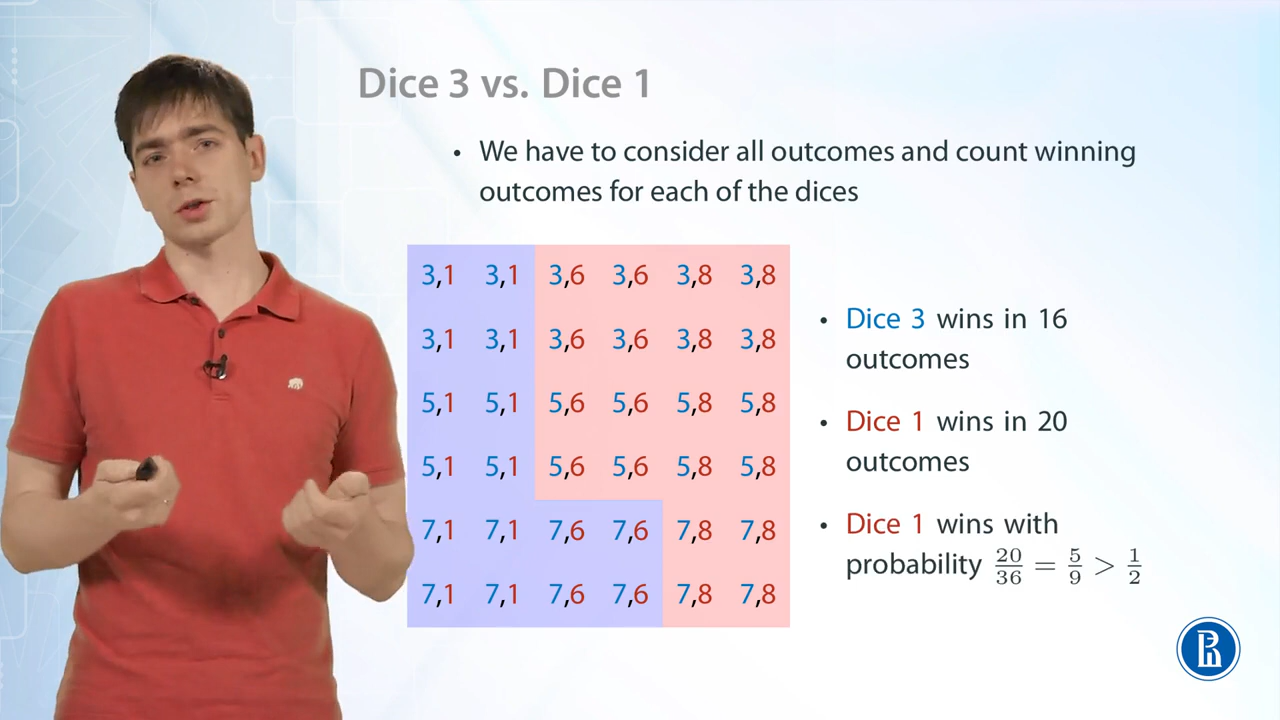 Dice 3 vs. Dice 1
• We have to consider all outcomes and count winning
outcomes for each of the dices
3,1 3,1 3,6 3,6 3,8 3,8
3,1 3,1 3,6 3,6 3,8 3,8
5,1 5,1 5,6 5,6 5,8 5,8
5,1 5,1 5,6 5,6 5,8 5,8
7,1 7,1 7,6 7,6 7,8 7,8
7,1 7,1 7,6 7,6 7,8 7,8
• Dice 3 wins in 16
outcomes
• Dice 1 wins in 20
outcomes
• Dice 1 wins with
probability 20/36 = 5/9 > 1/2